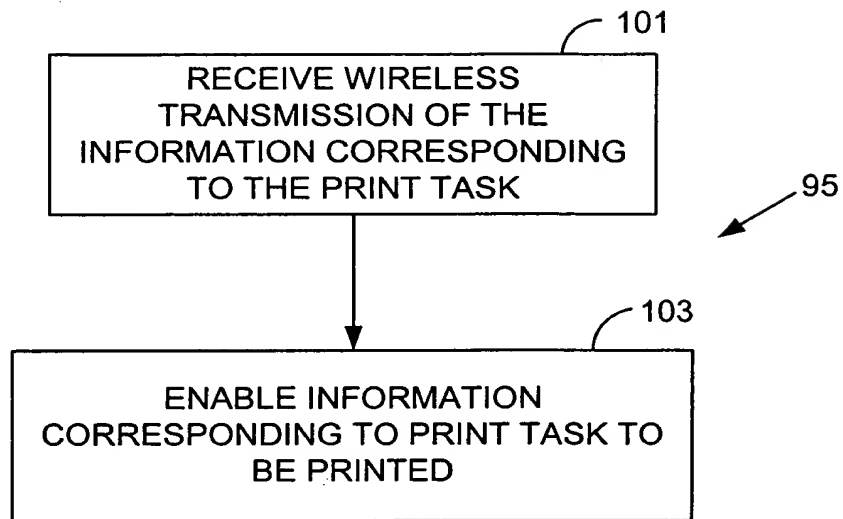 101
RECEIVE WIRELESS
TRANSMISSION OF THE
INFORMATION CORRESPONDING
TO THE PRINT TASK
95
103
ENABLE INFORMATION
CORRESPONDING TO PRINT TASK TO
BE PRINTED